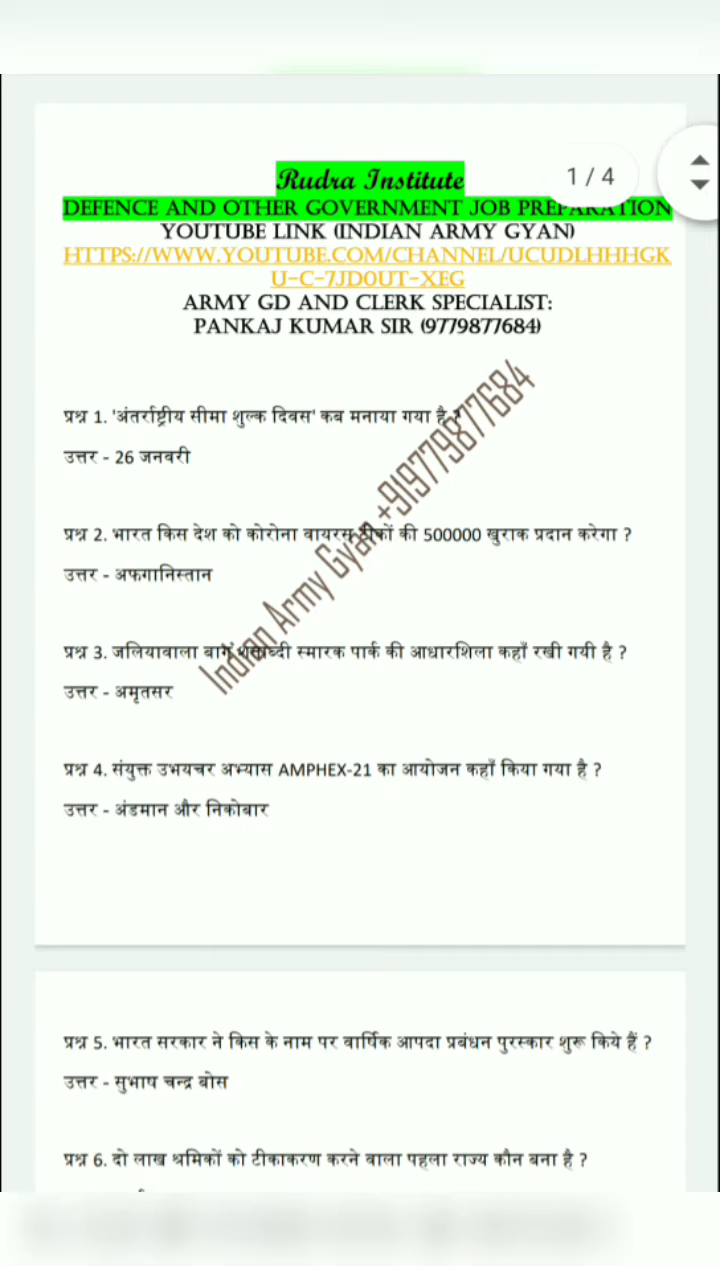 Rudra Institute
1 / 4
DEFENCE AND OTHER GOVERNMENT JOB PREPARATION
YOUTUBE LINK (INDIAN ARMY GYAN)
HTTPS://WWW.YOUTUBE.COM/CHANNEL/UCUDLHHHGK
U-C-7JD0UT-XEG
ARMY GD AND CLERK SPECIALIST:
PANKAJ KUMAR SIR (9779877684)
प्रश्न 1. 'अंतर्राष्ट्रीय सीमा शुल्क दिवस' कब मनाया गया है ?
उत्तर - 26 जनवरी
प्रश्न 2. भारत किस देश को कोरोना वायरस टीकों की 500000 खुराक प्रदान करेगा ?
उत्तर - अफगानिस्तान
प्रश्न 3. जलियावाला बाग शताब्दी स्मारक पार्क की आधारशिला कहाँ रखी गयी है ?
उत्तर - अमृतसर
प्रश्न 4. संयुक्त उभयचर अभ्यास AMPHEX-21 का आयोजन कहाँ किया गया है ?
उत्तर - अंडमान और निकोबार
Indian Army Gyan +919779877684
प्रश्न 5. भारत सरकार ने किस के नाम पर वार्षिक आपदा प्रबंधन पुरस्कार शुरू किये हैं ?
उत्तर - सुभाष चन्द्र बोस
प्रश्न 6. दो लाख श्रमिकों को टीकाकरण करने वाला पहला राज्य कौन बना है ?